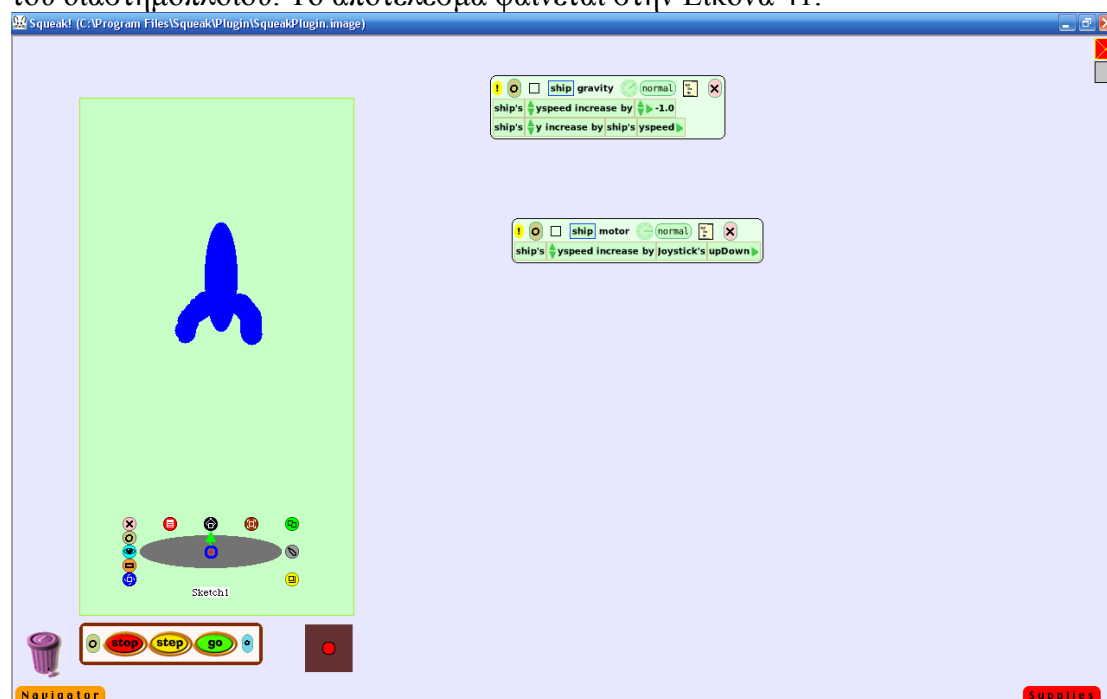 του διαστημοπλοίου. Το αποτέλεσμα φαίνεται στην Εικόνα 41.
Squeak! (C:\Program Files\Squeak\Plugin\SqueakPlugin.image)
! ship gravity normal
ship's yspeed increase by -1.0
ship's y increase by ship's yspeed
! ship motor normal
ship's yspeed increase by Joystick's upDown
Sketch1
stop step go
Navigator
Supplies